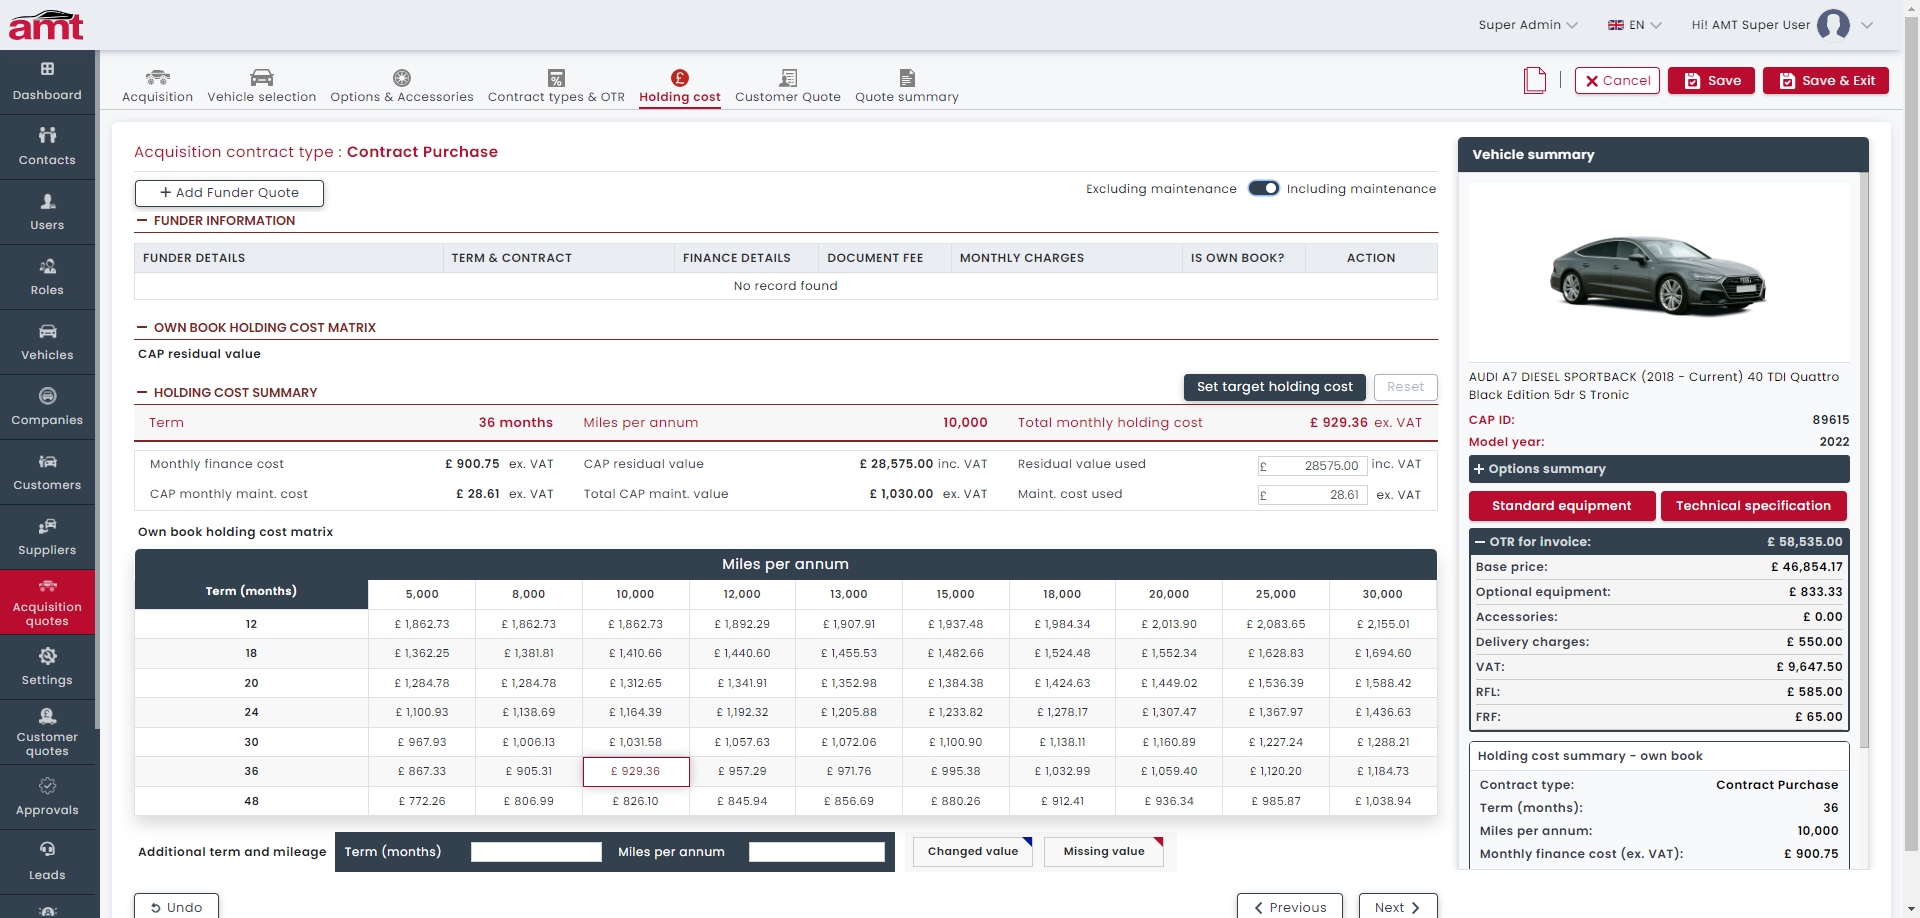 amt
Super Admin
EN
Hi! AMT Super User
Dashboard
Contacts
Users
Roles
Vehicles
Companies
Customers
Suppliers
Acquisition
quotes
Settings
Customer
quotes
Approvals
Leads
Acquisition
Vehicle selection
Options & Accessories
Contract types & OTR
Holding cost
Customer Quote
Quote summary
Cancel
Save
Save & Exit
Acquisition contract type : Contract Purchase
+ Add Funder Quote
Excluding maintenance
Including maintenance
FUNDER INFORMATION
FUNDER DETAILS TERM & CONTRACT FINANCE DETAILS DOCUMENT FEE MONTHLY CHARGES IS OWN BOOK? ACTION
No record found
OWN BOOK HOLDING COST MATRIX
CAP residual value
HOLDING COST SUMMARY
Set target holding cost
Reset
Term 36 months Miles per annum 10,000 Total monthly holding cost £ 929.36 ex. VAT
Monthly finance cost £ 900.75 ex. VAT CAP residual value £ 28,575.00 inc. VAT Residual value used £ 28575.00 inc. VAT
CAP monthly maint. cost £ 28.61 ex. VAT Total CAP maint. value £ 1,030.00 ex. VAT Maint. cost used £ 28.61 ex. VAT
Own book holding cost matrix
Miles per annum
Term (months) 5,000 8,000 10,000 12,000 13,000 15,000 18,000 20,000 25,000 30,000
12 £ 1,862.73 £ 1,862.73 £ 1,862.73 £ 1,892.29 £ 1,907.91 £ 1,937.48 £ 1,984.34 £ 2,013.90 £ 2,083.65 £ 2,155.01
18 £ 1,362.25 £ 1,381.81 £ 1,410.66 £ 1,440.60 £ 1,455.53 £ 1,482.66 £ 1,524.48 £ 1,552.34 £ 1,628.83 £ 1,694.60
20 £ 1,284.78 £ 1,284.78 £ 1,312.65 £ 1,341.91 £ 1,352.98 £ 1,384.38 £ 1,424.63 £ 1,449.02 £ 1,536.39 £ 1,588.42
24 £ 1,100.93 £ 1,138.69 £ 1,164.39 £ 1,192.32 £ 1,205.88 £ 1,233.82 £ 1,278.17 £ 1,307.47 £ 1,367.97 £ 1,436.63
30 £ 967.93 £ 1,006.13 £ 1,031.58 £ 1,057.63 £ 1,072.06 £ 1,100.90 £ 1,138.11 £ 1,160.89 £ 1,227.24 £ 1,288.21
36 £ 867.33 £ 905.31 £ 929.36 £ 957.29 £ 971.76 £ 995.38 £ 1,032.99 £ 1,059.40 £ 1,120.20 £ 1,184.73
48 £ 772.26 £ 806.99 £ 826.10 £ 845.94 £ 856.69 £ 880.26 £ 912.41 £ 936.34 £ 985.87 £ 1,038.94
Additional term and mileage Term (months) Miles per annum Changed value Missing value
Undo
Previous
Next
Vehicle summary
AUDI A7 DIESEL SPORTBACK (2018 - Current) 40 TDI Quattro
Black Edition 5dr S Tronic
CAP ID: 89615
Model year: 2022
+ Options summary
Standard equipment
Technical specification
OTR for invoice: £ 58,535.00
Base price: £ 46,854.17
Optional equipment: £ 833.33
Accessories: £ 0.00
Delivery charges: £ 550.00
VAT: £ 9,647.50
RFL: £ 585.00
FRF: £ 65.00
Holding cost summary - own book
Contract type: Contract Purchase
Term (months): 36
Miles per annum: 10,000
Monthly finance cost (ex. VAT): £ 900.75